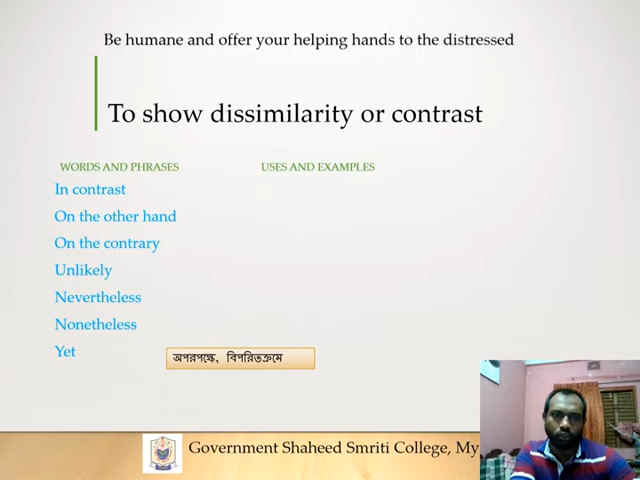 Be humane and offer your helping hands to the distressed
To show dissimilarity or contrast
WORDS AND PHRASES
USES AND EXAMPLES
In contrast
On the other hand
On the contrary
Unlikely
Nevertheless
Nonetheless
Yet
অপরপক্ষে, বিপরিতক্রমে
Government Shaheed Smriti College, My